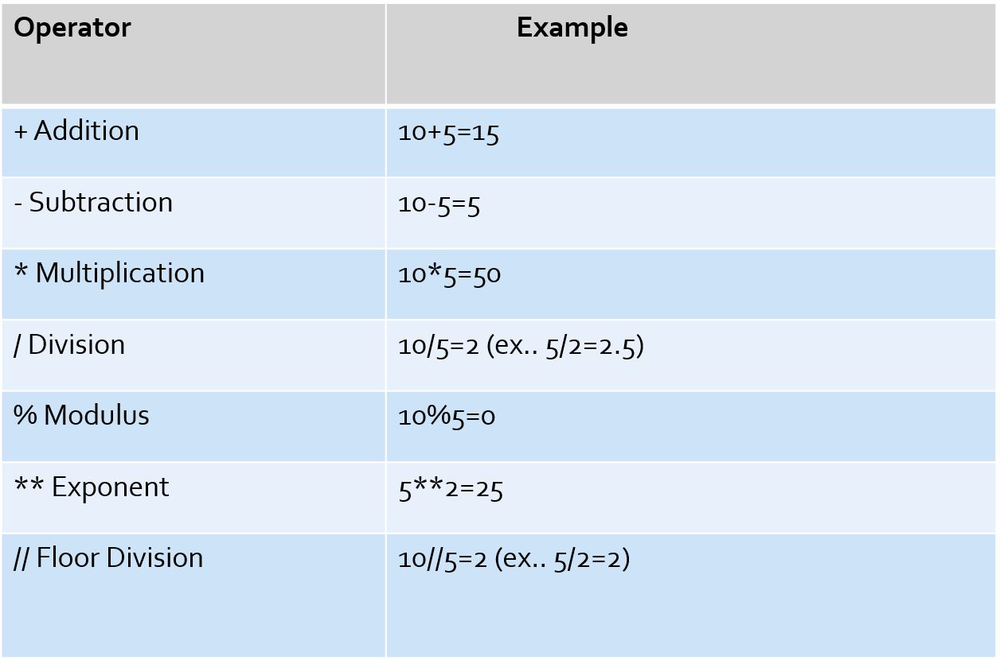 Operator Example
+ Addition 10+5=15
- Subtraction 10-5=5
* Multiplication 10*5=50
/ Division 10/5=2 (ex.. 5/2=2.5)
% Modulus 10%5=0
** Exponent 5**2=25
// Floor Division 10//5=2 (ex.. 5/2=2)